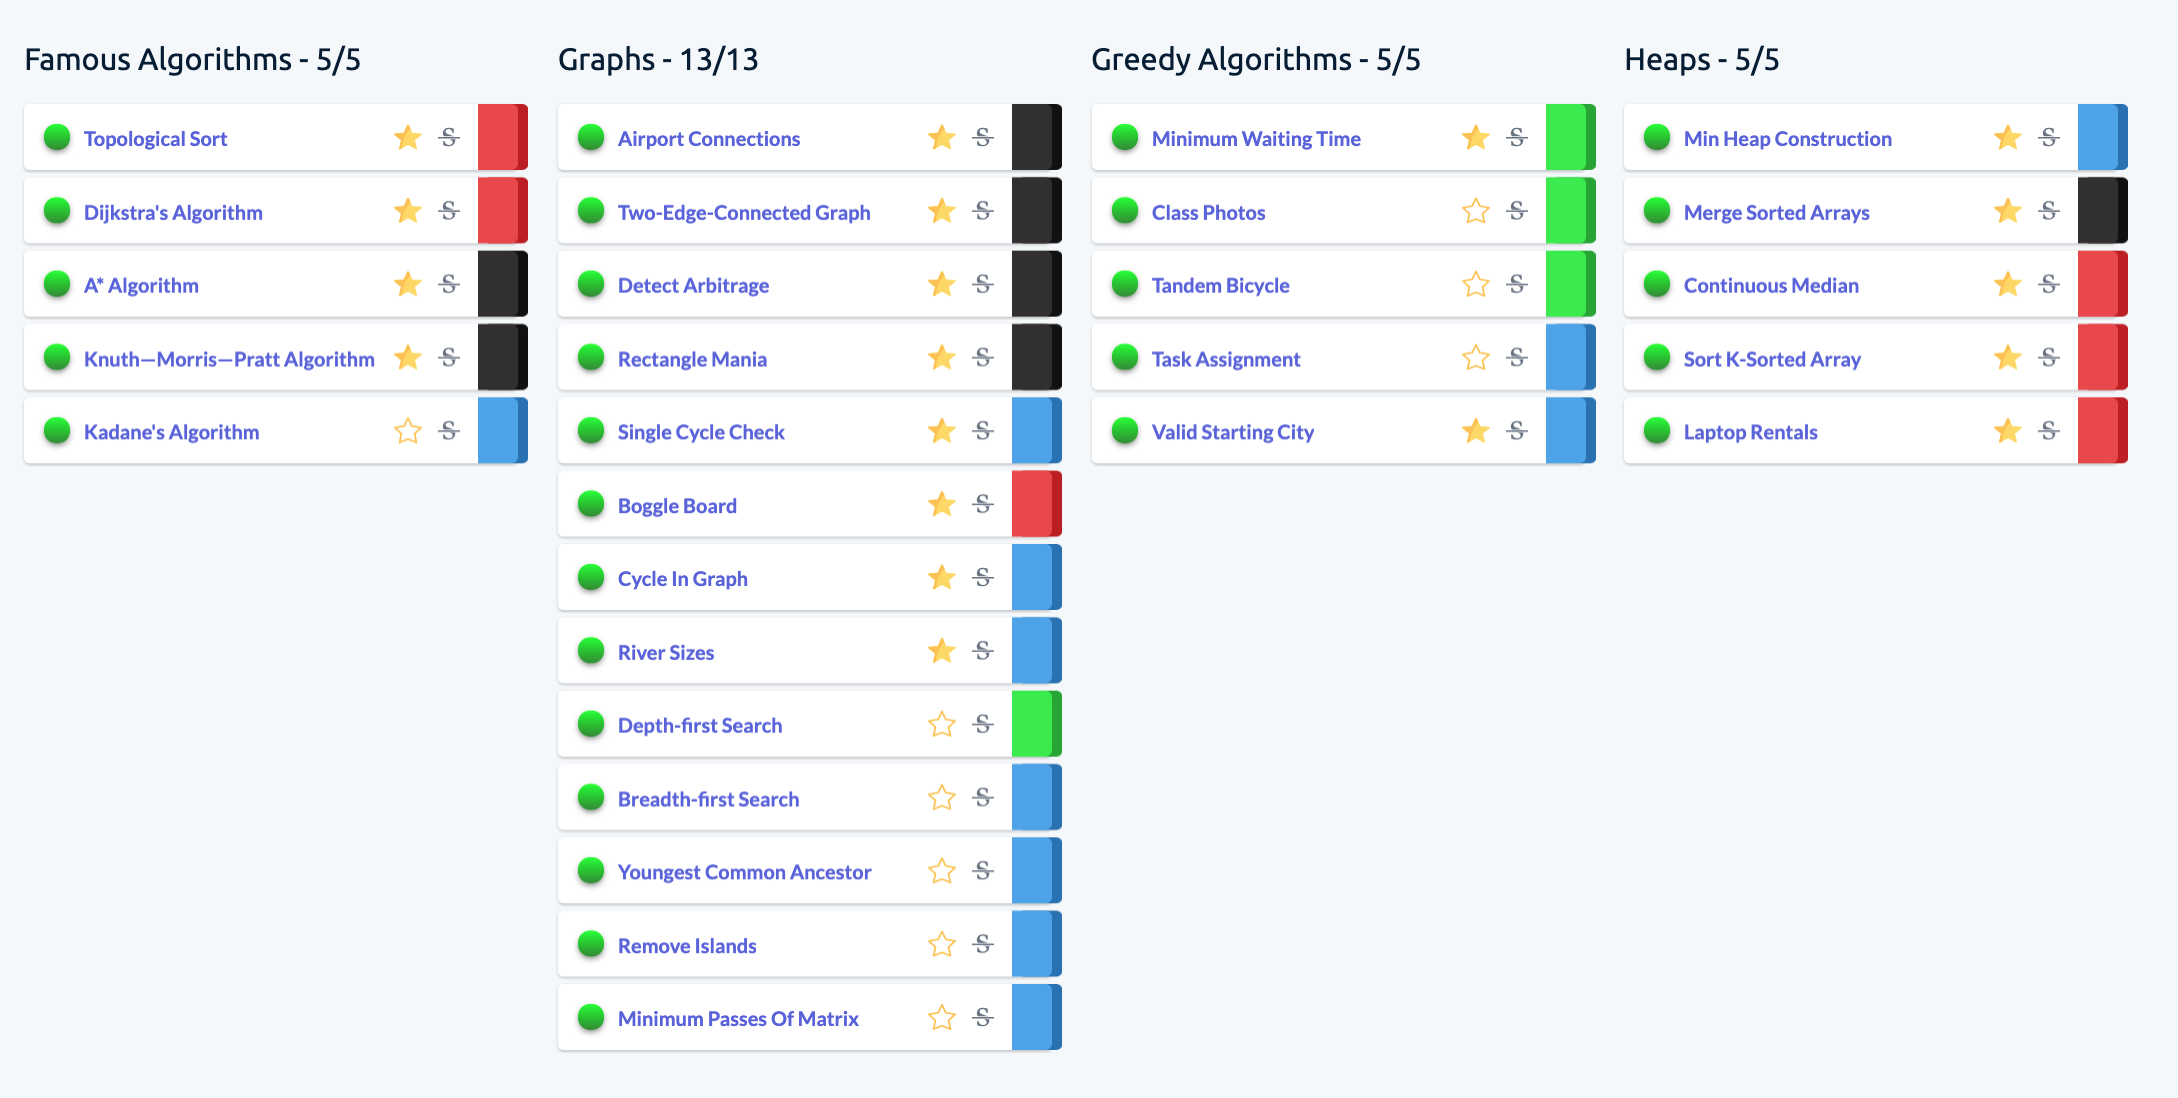 Famous Algorithms - 5/5
Topological Sort
Dijkstra's Algorithm
A* Algorithm
Knuth—Morris—Pratt Algorithm
Kadane's Algorithm
Graphs - 13/13
Airport Connections
Two-Edge-Connected Graph
Detect Arbitrage
Rectangle Mania
Single Cycle Check
Boggle Board
Cycle In Graph
River Sizes
Depth-first Search
Breadth-first Search
Youngest Common Ancestor
Remove Islands
Minimum Passes Of Matrix
Greedy Algorithms - 5/5
Minimum Waiting Time
Class Photos
Tandem Bicycle
Task Assignment
Valid Starting City
Heaps - 5/5
Min Heap Construction
Merge Sorted Arrays
Continuous Median
Sort K-Sorted Array
Laptop Rentals